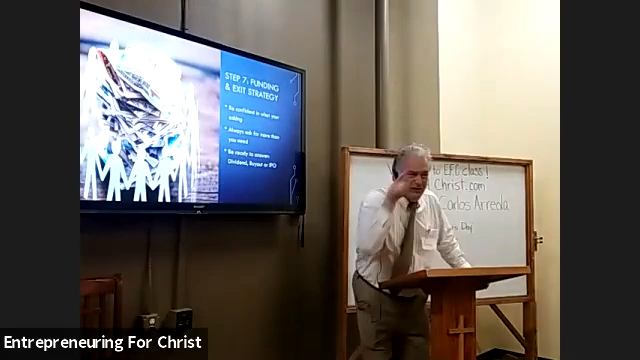 STEP 7: FUNDING
& EXIT STRATEGY
Be confident in what your
asking
Always ask for more than
you need
Be ready to answer:
Dividend, Buyout or IPO
to EFC class!
Christ.com
Carlos Arreola
Day
Entrepreneuring For Christ